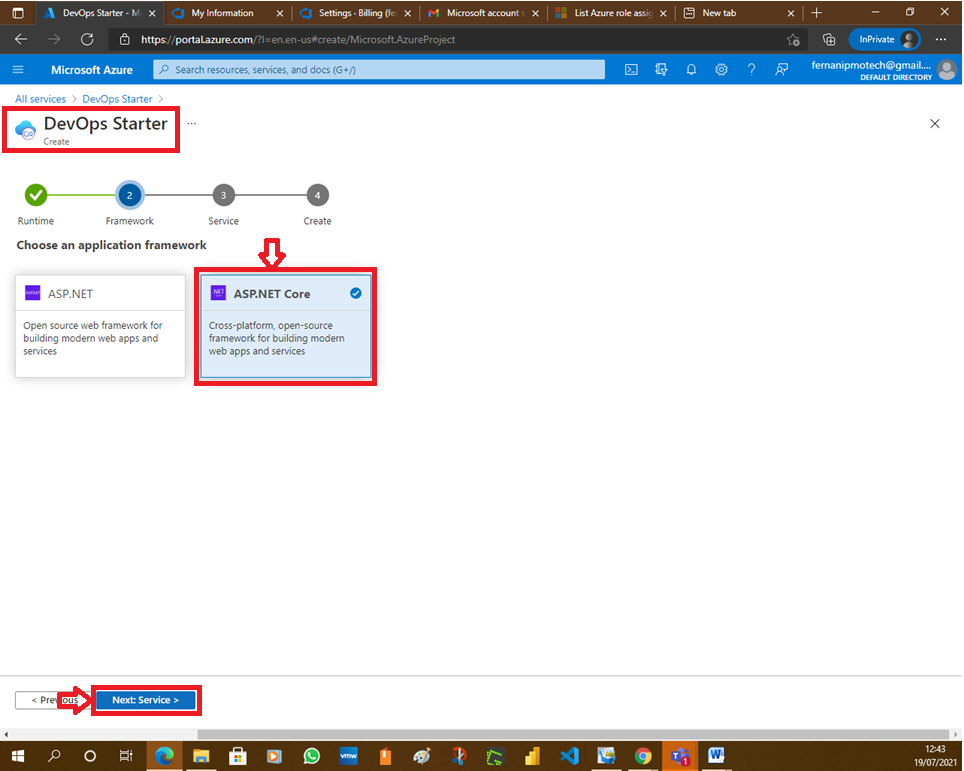 DevOps Starter - Mi
My Information
Settings · Billing (fe
Microsoft account s
List Azure role assig
New tab
https://portal.azure.com/?l=en.en-us#create/Microsoft.AzureProject
InPrivate
Microsoft Azure
Search resources, services, and docs (G+/)
fernanipmotech@gmail....
DEFAULT DIRECTORY
All services > DevOps Starter >
DevOps Starter ...
Create
2 3 4
Runtime Framework Service Create
Choose an application framework
ASP.NET
Open source web framework for
building modern web apps and
services
.NET
ASP.NET Core
Cross-platform, open-source
framework for building modern
web apps and services
< Previous
Next: Service >
vmw
12:43
19/07/2021